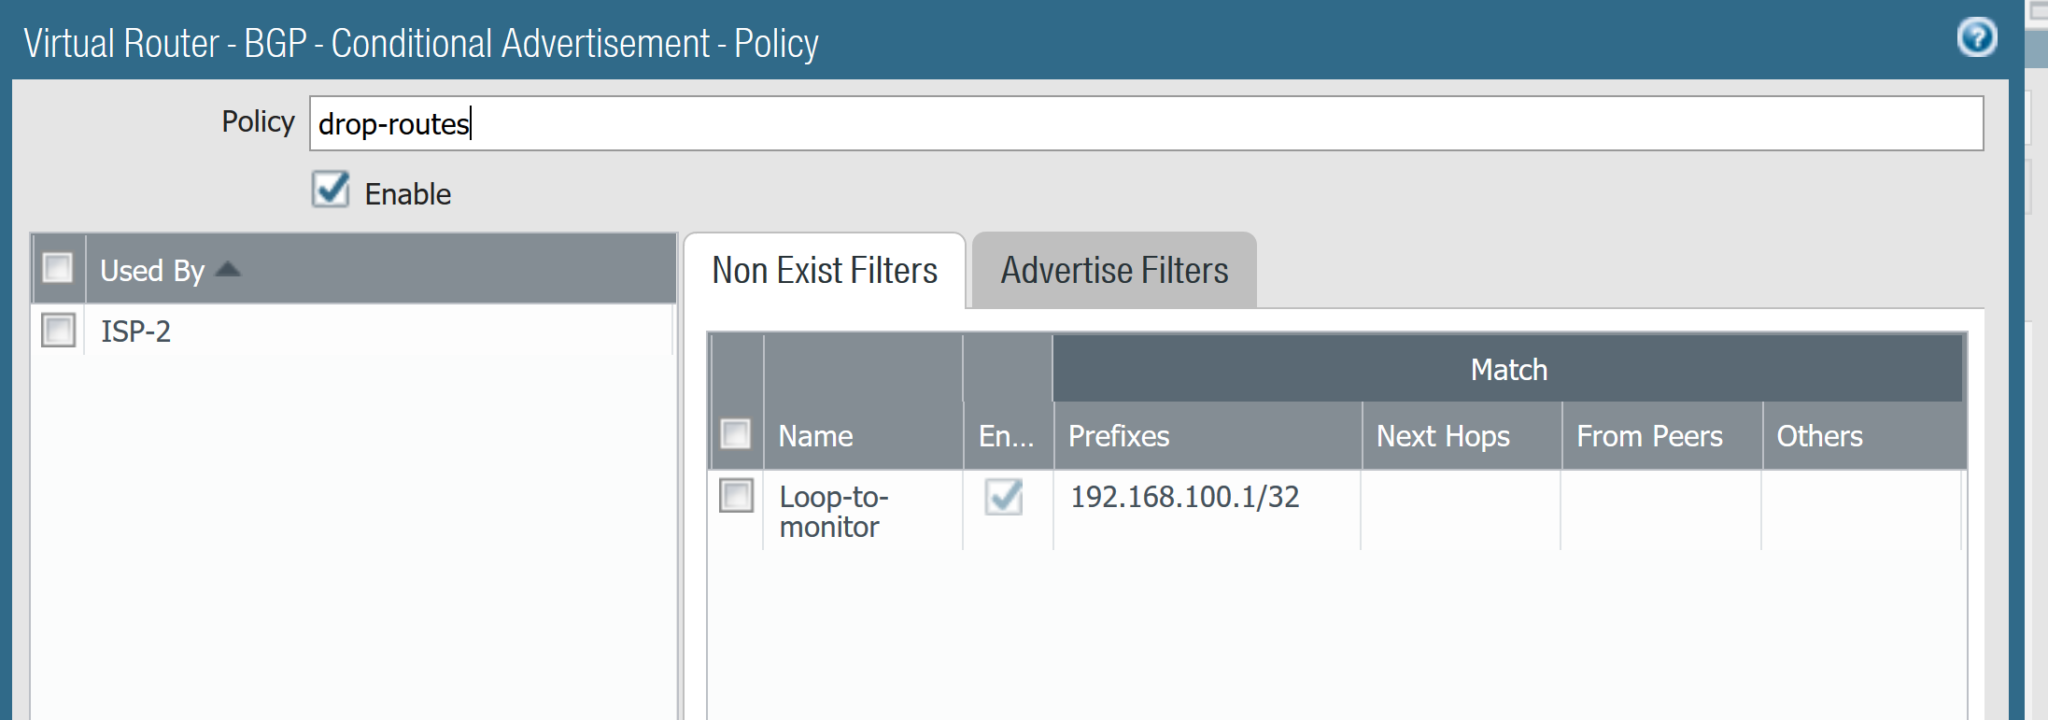 Virtual Router - BGP - Conditional Advertisement - Policy
?
Policy
drop-routes
Enable
Used By
ISP-2
Non Exist Filters
Advertise Filters
Match
Name
En...
Prefixes
Next Hops
From Peers
Others
Loop-to-
monitor
192.168.100.1/32